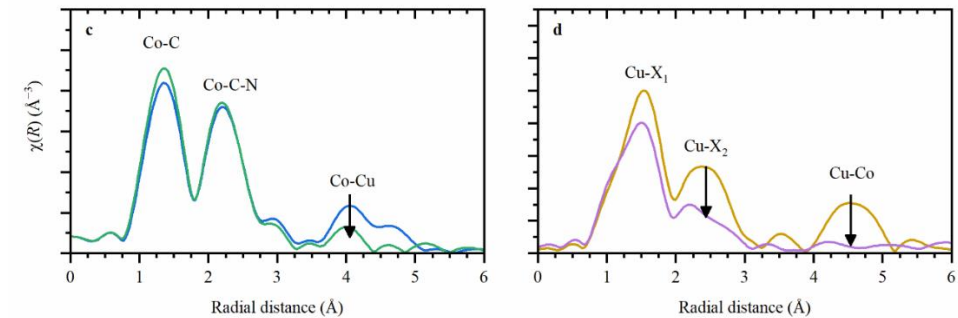 c
Co-C
Co-C-N
Co-Cu
χ(R) (Å⁻³)
0 1 2 3 4 5 6
Radial distance (Å)
d
Cu-X₁
Cu-X₂
Cu-Co
0 1 2 3 4 5 6
Radial distance (Å)